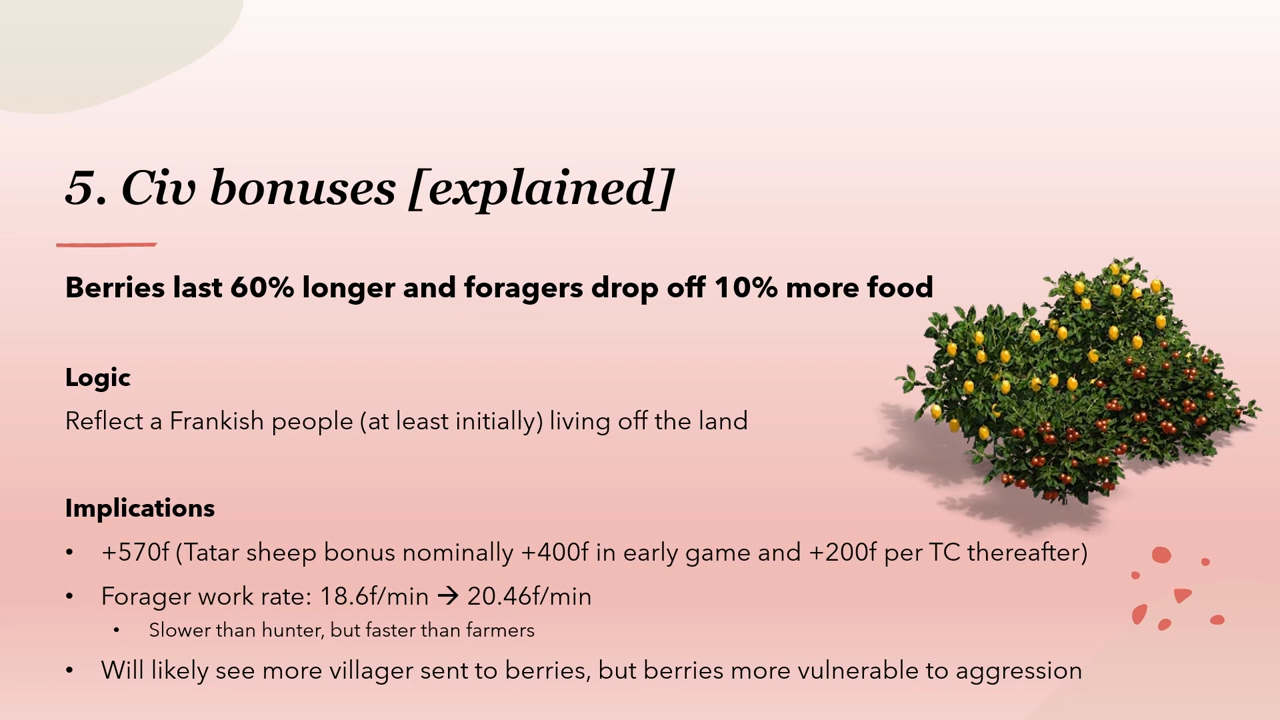 5. Civ bonuses [explained]
Berries last 60% longer and foragers drop off 10% more food
Logic
Reflect a Frankish people (at least initially) living off the land
Implications
• +570f (Tatar sheep bonus nominally +400f in early game and +200f per TC thereafter)
• Forager work rate: 18.6f/min → 20.46f/min
• Slower than hunter, but faster than farmers
• Will likely see more villager sent to berries, but berries more vulnerable to aggression